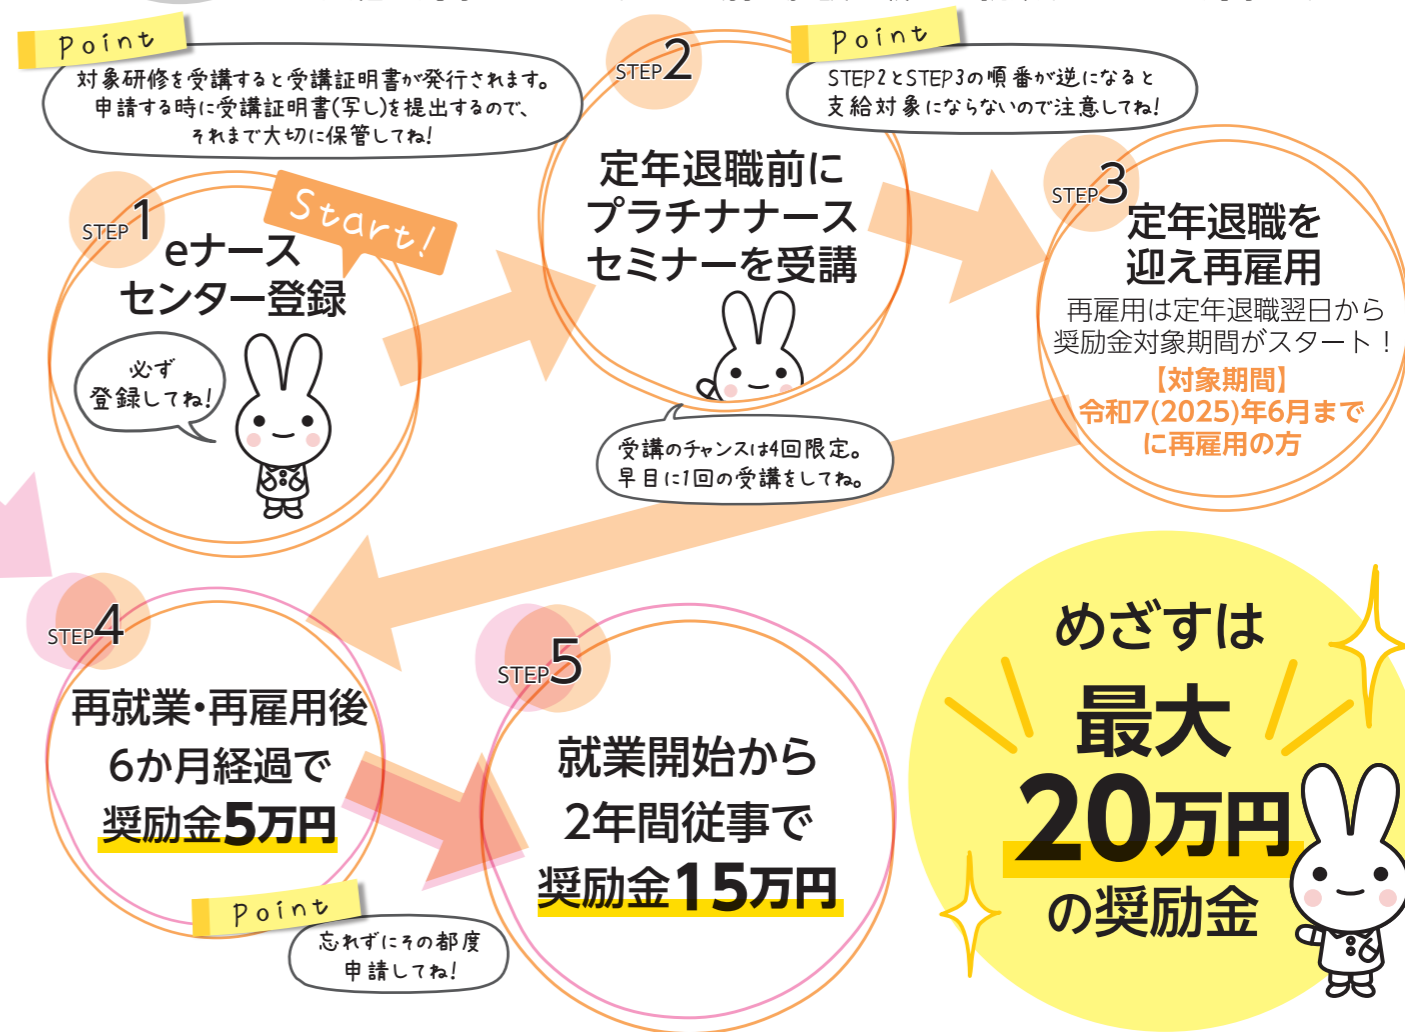 Point
対象研修を受講すると受講証明書が発行されます。
申請する時に受講証明書(写し)を提出するので、
それまで大切に保管してね!
STEP1
Start!
eナース
センター登録
必ず
登録してね!
STEP2
定年退職前に
プラチナナース
セミナーを受講
受講のチャンスは4回限定。
早目に1回の受講をしてね。
Point
STEP2とSTEP3の順番が逆になると
支給対象にならないので注意してね!
STEP3
定年退職を
迎え再雇用
再雇用は定年退職翌日から
奨励金対象期間がスタート!
【対象期間】
令和7(2025)年6月まで
に再雇用の方
STEP4
再就業・再雇用後
6か月経過で
奨励金5万円
Point
忘れずにその都度
申請してね!
STEP5
就業開始から
2年間従事で
奨励金15万円
めざすは
最大
20万円
の奨励金